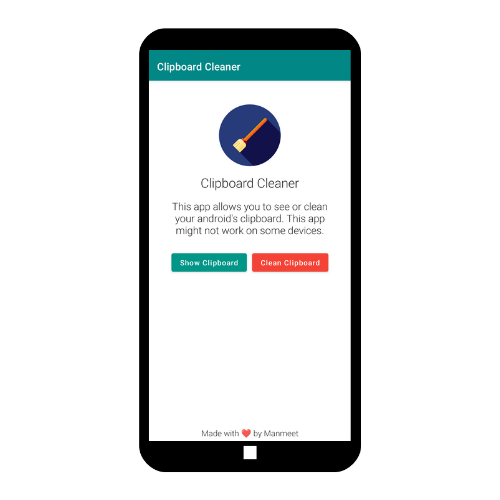 Clipboard Cleaner
Clipboard Cleaner
This app allows you to see or clean
your android's clipboard. This app
might not work on some devices.
Show Clipboard Clean Clipboard
Made with ❤️ by Manmeet